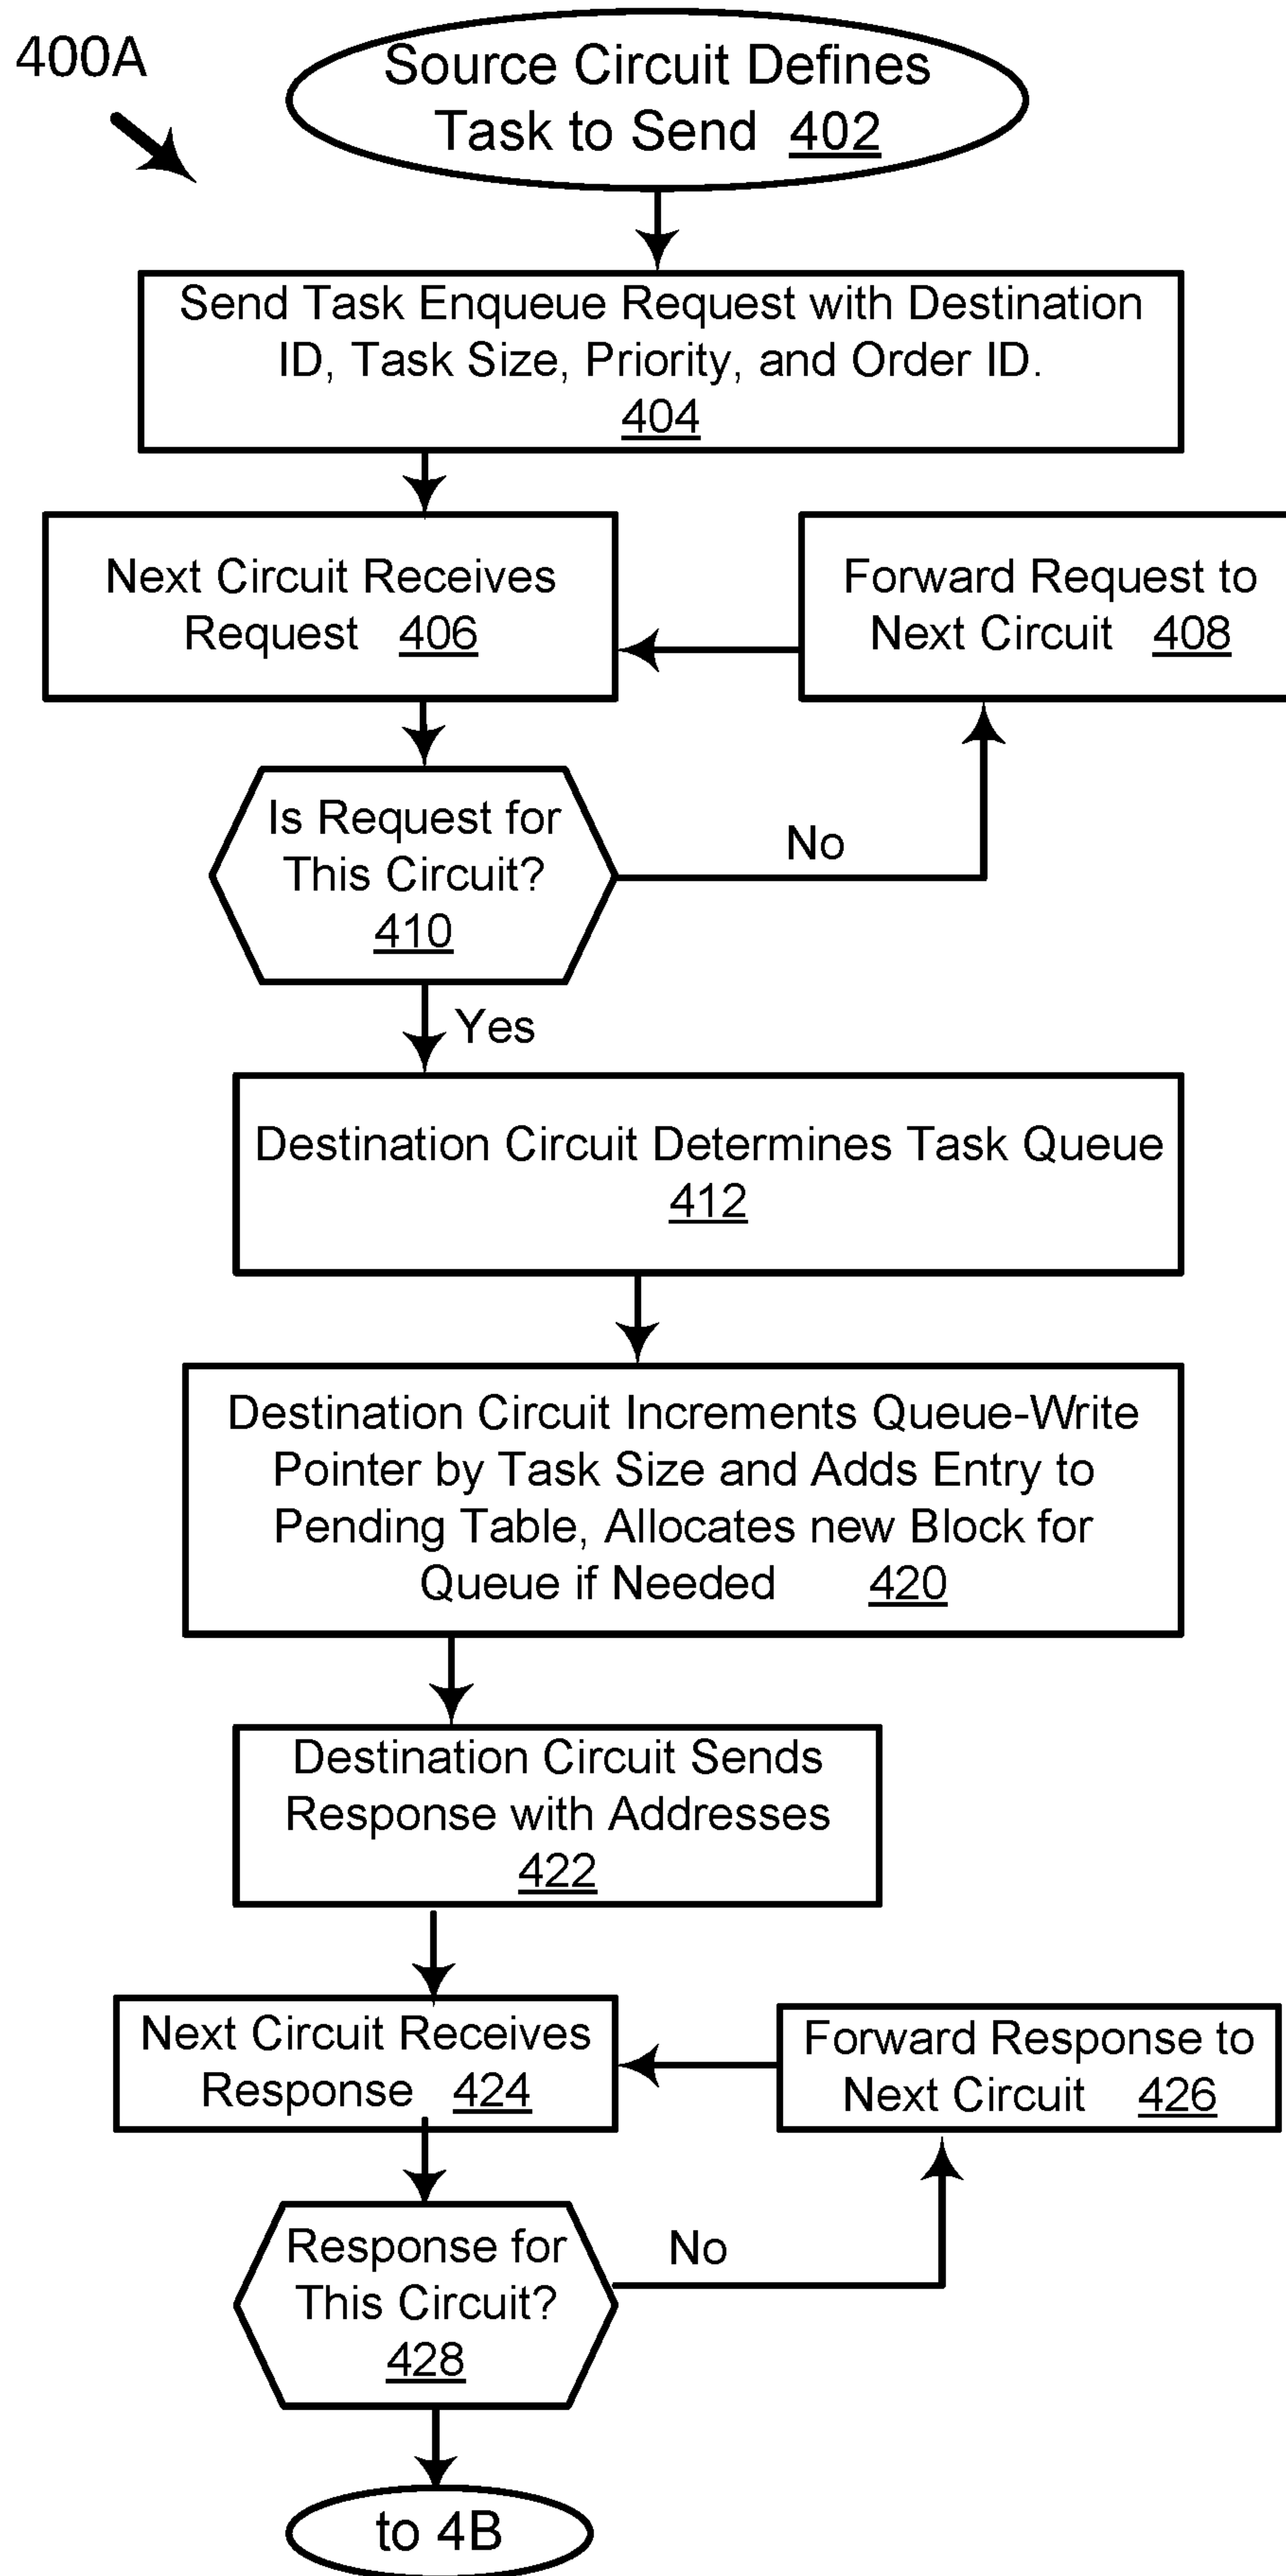 400A
Source Circuit Defines
Task to Send 402
Send Task Enqueue Request with Destination
ID, Task Size, Priority, and Order ID.
404
Next Circuit Receives
Request 406
Forward Request to
Next Circuit 408
Is Request for
This Circuit?
410
No
Yes
Destination Circuit Determines Task Queue
412
Destination Circuit Increments Queue-Write
Pointer by Task Size and Adds Entry to
Pending Table, Allocates new Block for
Queue if Needed 420
Destination Circuit Sends
Response with Addresses
422
Next Circuit Receives
Response 424
Forward Response to
Next Circuit 426
Response for
This Circuit?
428
No
to 4B